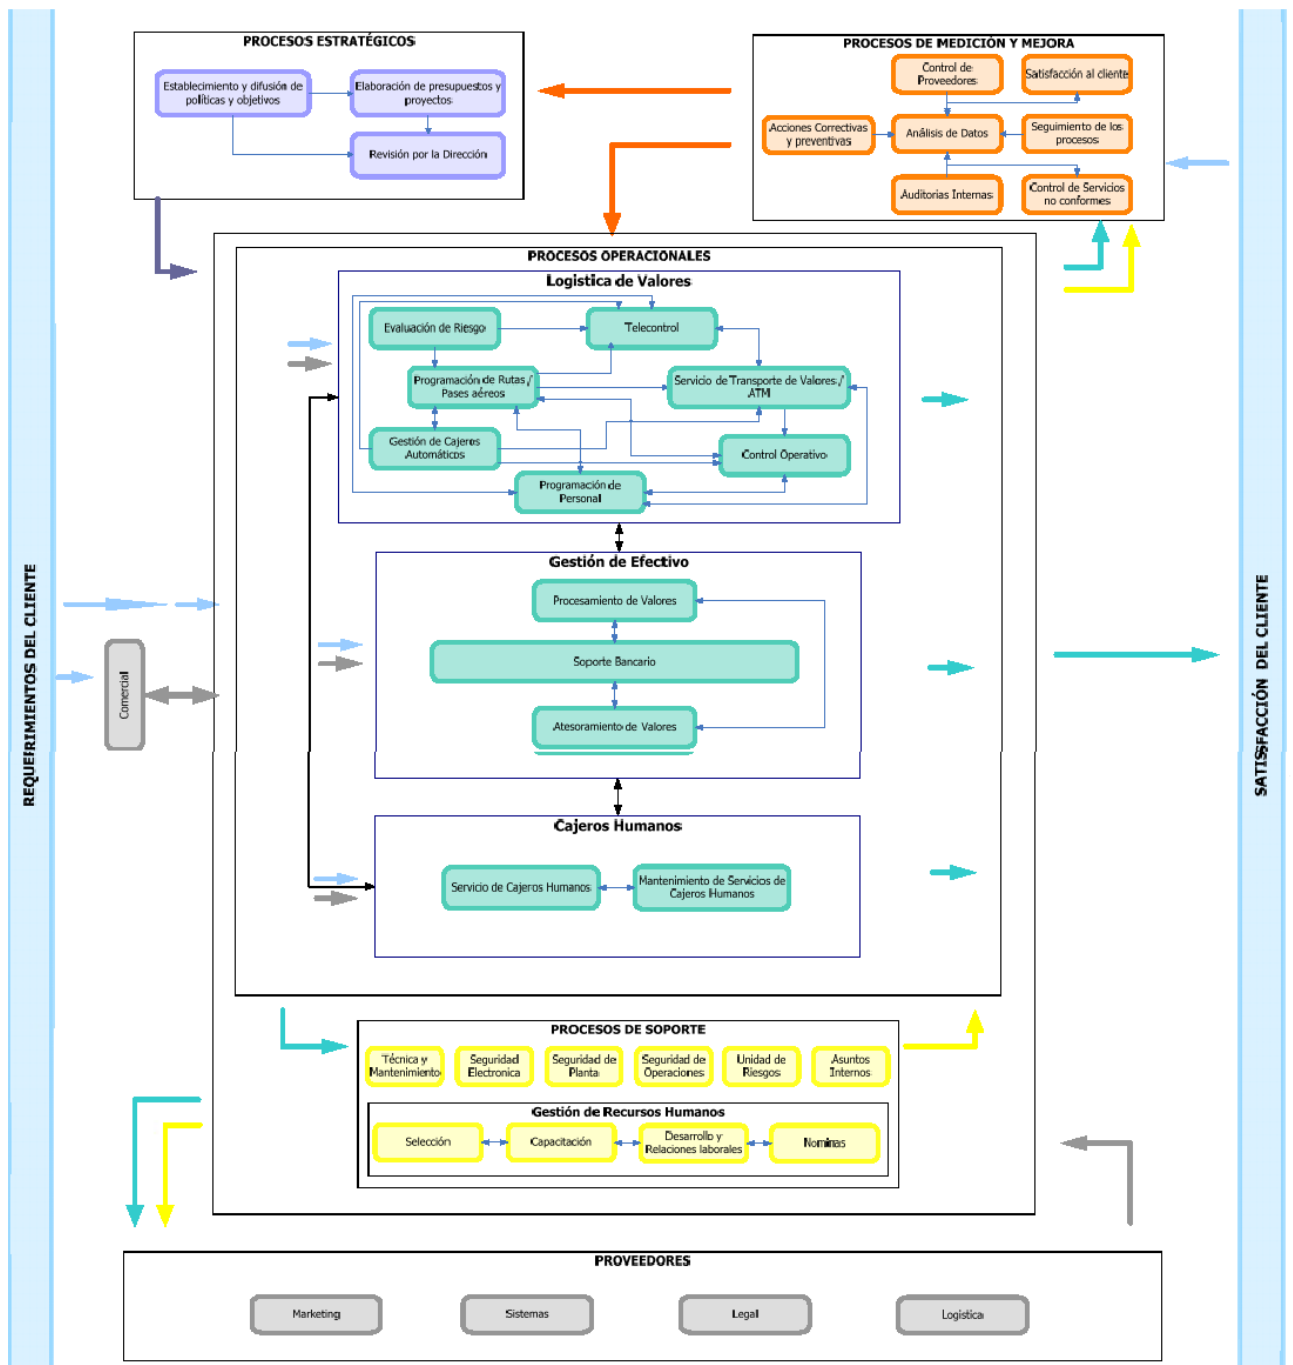 PROCESOS ESTRATÉGICOS
Establecimiento y difusión de
políticas y objetivos
Elaboración de presupuestos y
proyectos
Revisión por la Dirección
PROCESOS DE MEDICIÓN Y MEJORA
Control de
Proveedores
Satisfacción al cliente
Acciones Correctivas
y preventivas
Análisis de Datos
Seguimiento de los
procesos
Auditorias Internas
Control de Servicios
no conformes
REQUERIMIENTOS DEL CLIENTE
Comercial
PROCESOS OPERACIONALES
Logistica de Valores
Evaluación de Riesgo
Telecontrol
Programación de Rutas /
Pases aéreos
Servicio de Transporte de Valores /
ATM
Gestión de Cajeros
Automáticos
Control Operativo
Programación de
Personal
Gestión de Efectivo
Procesamiento de Valores
Soporte Bancario
Atesoramiento de Valores
Cajeros Humanos
Servicio de Cajeros Humanos
Mantenimiento de Servicios de
Cajeros Humanos
SATISFACCIÓN DEL CLIENTE
PROCESOS DE SOPORTE
Técnica y
Mantenimiento
Seguridad
Electronica
Seguridad de
Planta
Seguridad de
Operaciones
Unidad de
Riesgos
Asuntos
Internos
Gestión de Recursos Humanos
Selección
Capacitación
Desarrollo y
Relaciones laborales
Nominas
PROVEEDORES
Marketing
Sistemas
Legal
Logistica